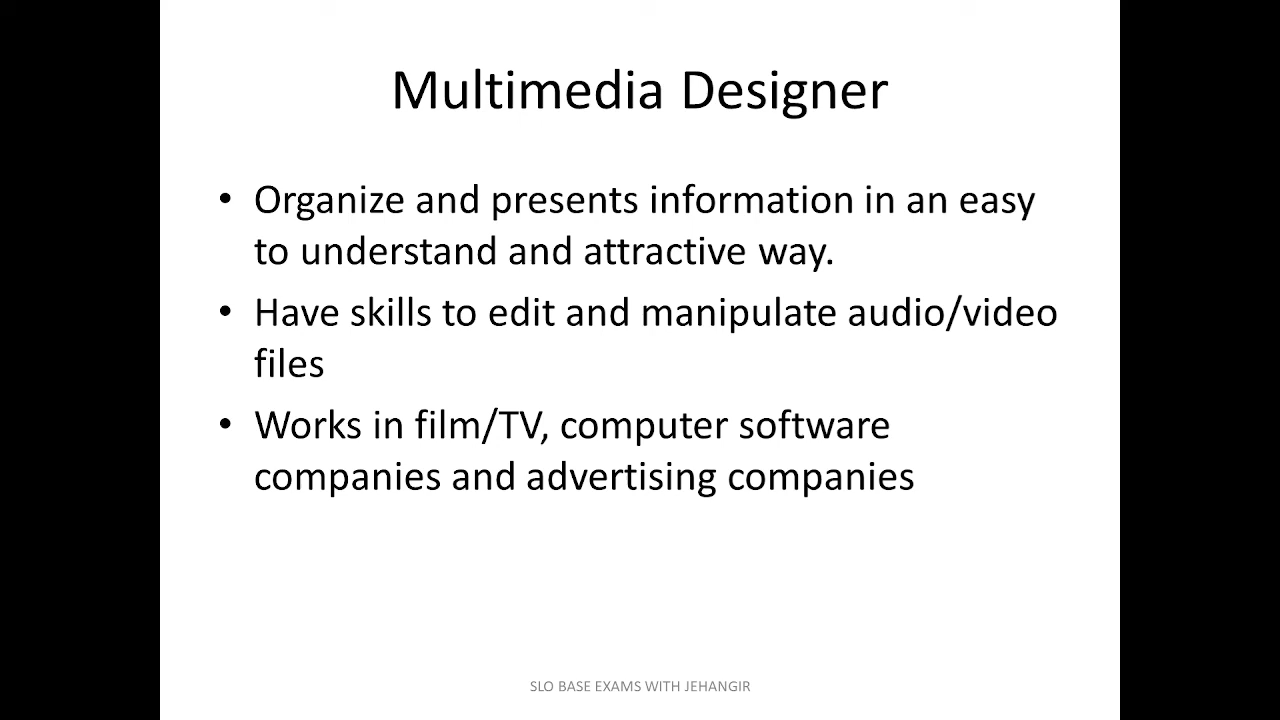 Multimedia Designer
• Organize and presents information in an easy
to understand and attractive way.
• Have skills to edit and manipulate audio/video
files
• Works in film/TV, computer software
companies and advertising companies
SLO BASE EXAMS WITH JEHANGIR